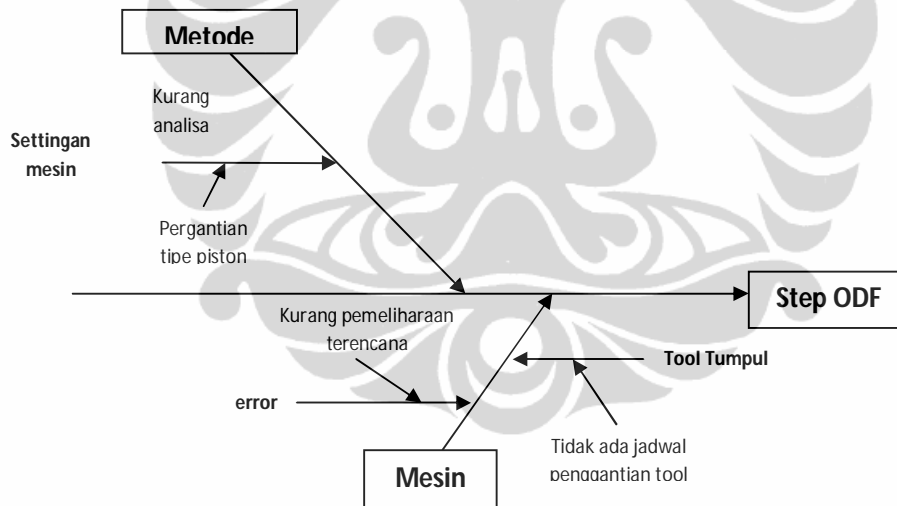 Metode
Kurang
analisa
Settingan
mesin
Pergantian
tipe piston
Step ODF
Kurang pemeliharaan
terencana
Tool Tumpul
error
Tidak ada jadwal
penggantian tool
Mesin